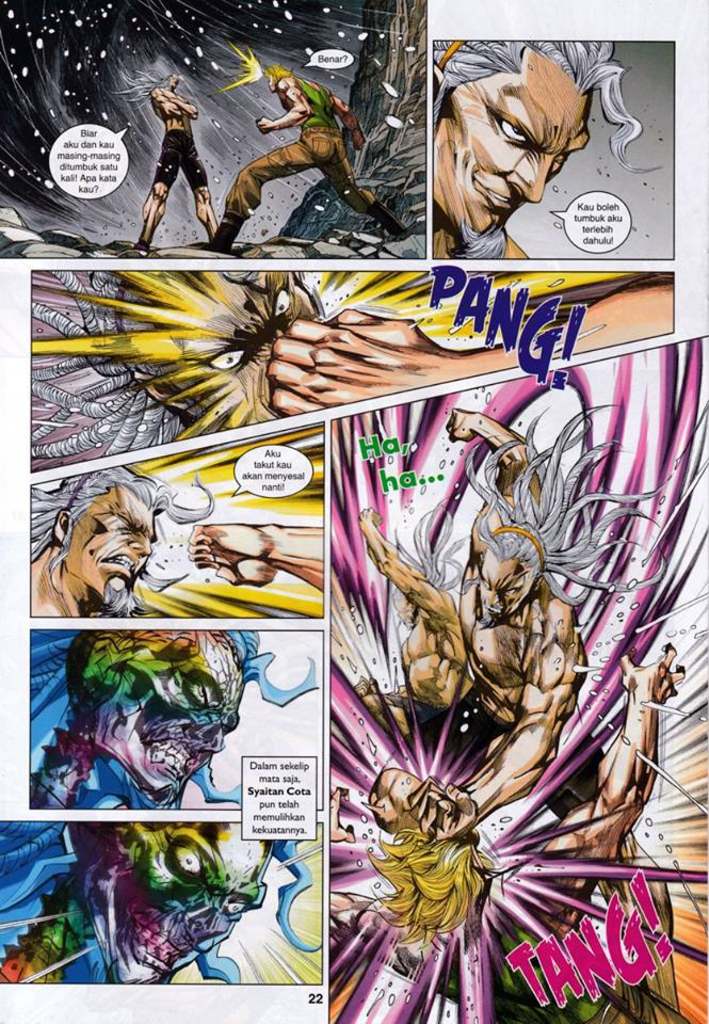 Biar
aku dan kau
masing-masing
ditumbuk satu
kali! Apa kata
kau?
Benar?
Kau boleh
tumbuk aku
terlebih
dahulu!
PANG!
Aku
takut kau
akan menyesal
nanti!
Ha,
ha...
Dalam sekelip
mata saja,
Syaitan Cota
pun telah
memulihkan
kekuatannya.
TANG!
22